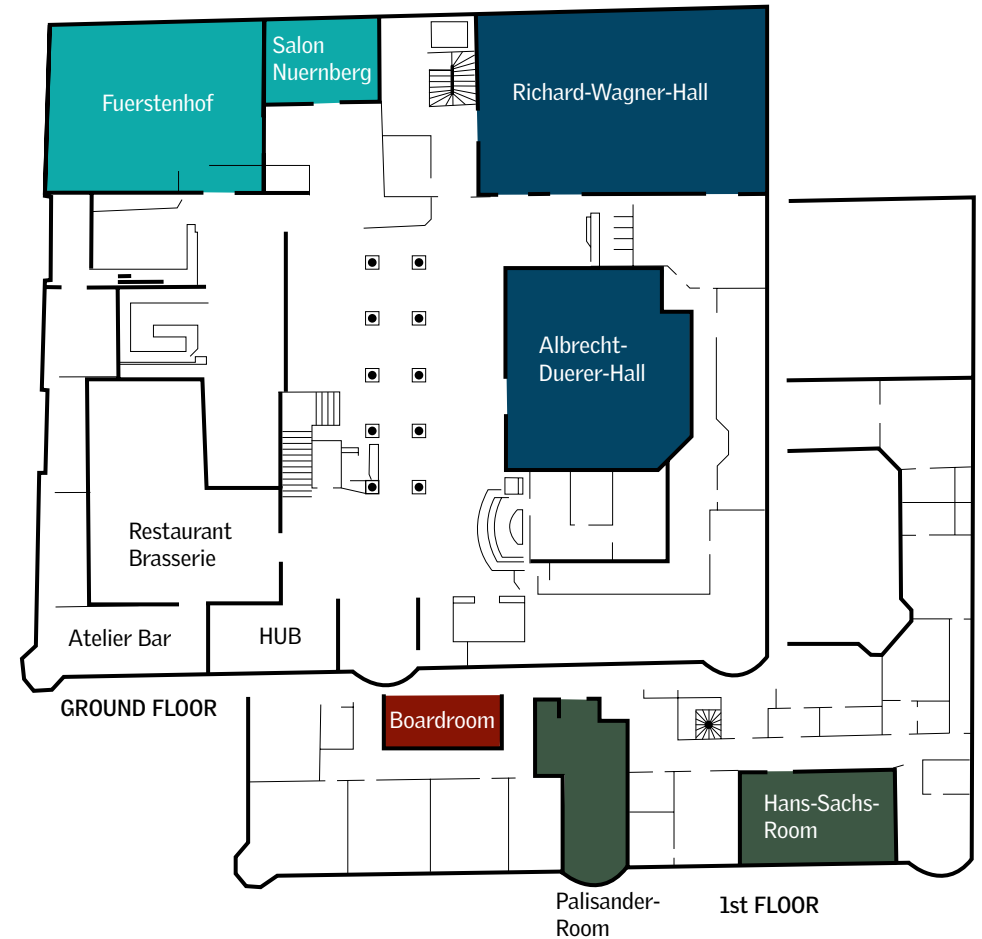 Salon
Nuernberg
Fuerstenhof
Richard-Wagner-Hall
Albrecht-
Duerer-Hall
Restaurant
Brasserie
Atelier Bar
HUB
GROUND FLOOR
Boardroom
Hans-Sachs-
Room
Palisander-
Room
1st FLOOR